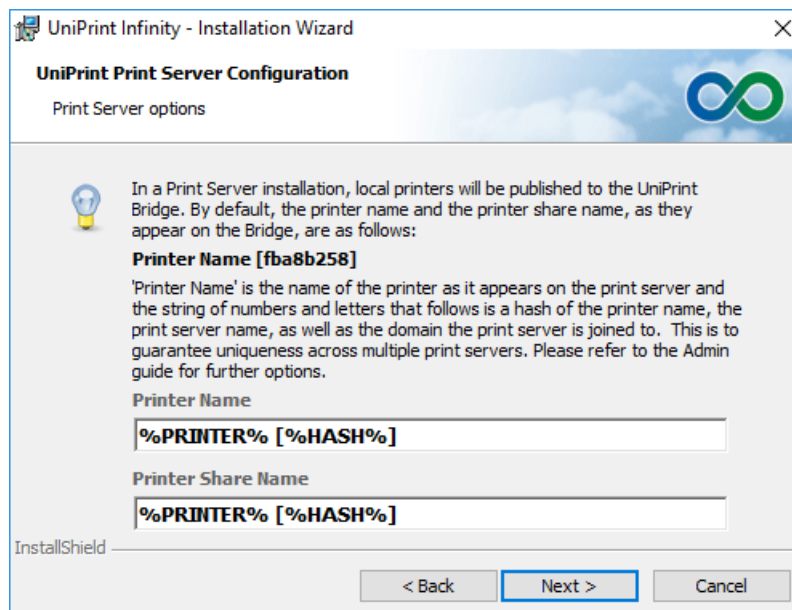 UniPrint Infinity - Installation Wizard
UniPrint Print Server Configuration
Print Server options
In a Print Server installation, local printers will be published to the UniPrint
Bridge. By default, the printer name and the printer share name, as they
appear on the Bridge, are as follows:
Printer Name [fba8b258]
'Printer Name' is the name of the printer as it appears on the print server and
the string of numbers and letters that follows is a hash of the printer name, the
print server name, as well as the domain the print server is joined to.  This is to
guarantee uniqueness across multiple print servers. Please refer to the Admin
guide for further options.
Printer Name
%PRINTER% [%HASH%]
Printer Share Name
%PRINTER% [%HASH%]
InstallShield
< Back
Next >
Cancel